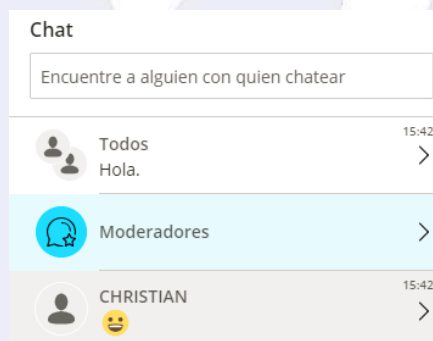 Chat
Encuentre a alguien con quien chatear
15:42
Todos
Hola.
Moderadores
15:42
CHRISTIAN
😀